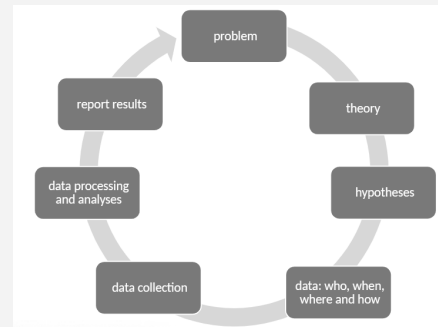 problem
theory
hypotheses
data: who, when,
where and how
data collection
data processing
and analyses
report results